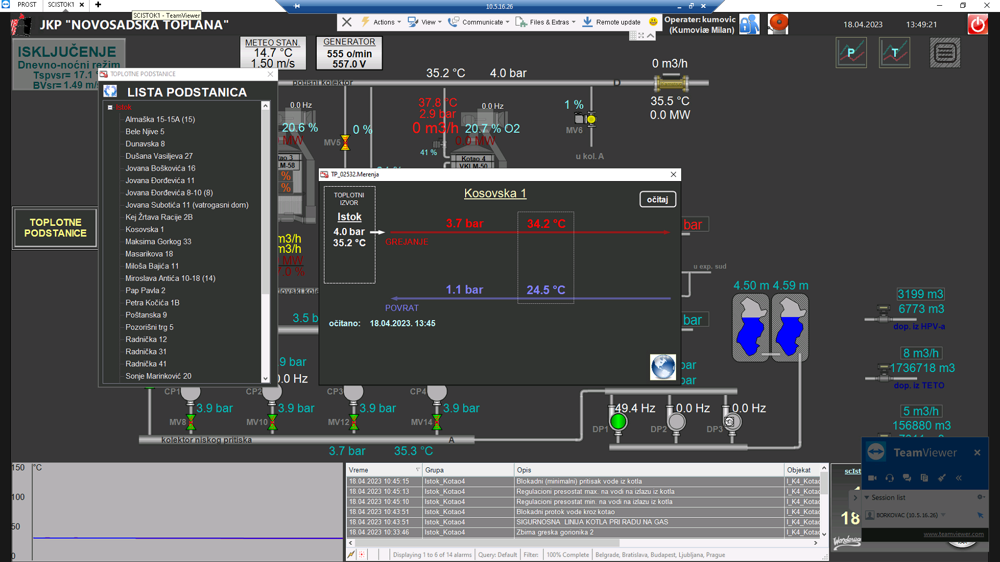 PROST
SCISTOK1
10.5.16.26
SCISTOK1 - TeamViewer
JKP "NOVOSADSKA TOPLANA"
Actions
View
Communicate
Files & Extras
Remote update
Operater: kumovic
(Kumoviæ Milan)
18.04.2023
13:49:21
ISKLJUČENJE
Dnevno-noćni režim
Tspvsr= 17.1
BVsr= 1.49 m/s
METEO STAN.
14.7 °C
1.50 m/s
GENERATOR
555 o/min
557.0 V
P
T
TOPLOTNE PODSTANICE
LISTA PODSTANICA
Istok
Almaška 15-15A (15)
Bele Njive 5
Dunavska 8
Dušana Vasiljeva 27
Jovana Boškovića 16
Jovana Đorđevića 11
Jovana Đorđevića 8-10 (8)
Jovana Subotića 11 (vatrogasni dom)
Kej Žrtava Racije 2B
Kosovska 1
Maksima Gorkog 33
Masarikova 18
Miloša Bajića 11
Miroslava Antića 10-18 (14)
Pap Pavla 2
Petra Kočića 1B
Poštanska 9
Pozorišni trg 5
Radnička 12
Radnička 31
Radnička 41
Sonje Marinković 20
TOPLOTNE
PODSTANICE
35.2 °C
4.0 bar
potisni kolektor
D
0 m3/h
Kamstrup
35.5 °C
0.0 MW
0.0 Hz
20.6 %
MW
0 %
MV5
37.8 °C
2.9 bar
0 m3/h
0.0 Hz
20.7 % O2
0.0 MW
41 %
Kotao 4
VKLM-50
tao 3
LM-58
%
%
1 %
MV6
u kol. A
m3/h
m3/h
MW
7.0 %
3.5 b
TP_02532.Merenja
Kosovska 1
očitaj
TOPLOTNI
IZVOR
Istok
4.0 bar
35.2 °C
3.7 bar
34.2 °C
GREJANJE
1.1 bar
24.5 °C
POVRAT
očitano: 18.04.2023. 13:45
bar
u exp. sud
bar
bar
bar
4.50 m 4.59 m
3199 m3
6773 m3
dop. iz HPV-a
8 m3/h
1736718 m3
dop. iz TETO
5 m3/h
156880 m3
.9 bar
0.0 Hz
CP1
CP2
CP3
CP4
3.9 bar
3.9 bar
3.9 bar
3.9 bar
MV8
MV10
MV12
MV14
kolektor niskog pritiska
A
3.7 bar
35.3 °C
49.4 Hz
0.0 Hz
0.0 Hz
DP1
DP2
DP3
150
°C
100
50
0
Vreme Grupa Opis Objekat
18.04.2023 10:45:15 Istok_Kotao4 Blokadni (minimalni) pritisak vode iz kotla I_K4_Kotao
18.04.2023 10:45:13 Istok_Kotao4 Regulacioni presostat max. na vodi na izlazu iz kotla I_K4_Kotao
18.04.2023 10:45:10 Istok_Kotao4 Regulacioni presostat min. na vodi na izlazu iz kotla I_K4_Kotao
18.04.2023 10:43:51 Istok_Kotao4 Blokadni protok vode kroz kotao I_K4_Kotao
18.04.2023 10:43:51 Istok_Kotao4 SIGURNOSNA LINIJA KOTLA PRI RADU NA GAS I_K4_Kotao
18.04.2023 10:33:46 Istok_Kotao4 Zbirna greska gorionika 2 I_K4_Kotao
Displaying 1 to 6 of 14 alarms
Query: Default
Filter:
100% Complete
Belgrade, Bratislava, Budapest, Ljubljana, Prague
scIst
18
Wonderwa
TeamViewer
Session list
BORKOVAC (10.5.16.26)
www.teamviewer.com